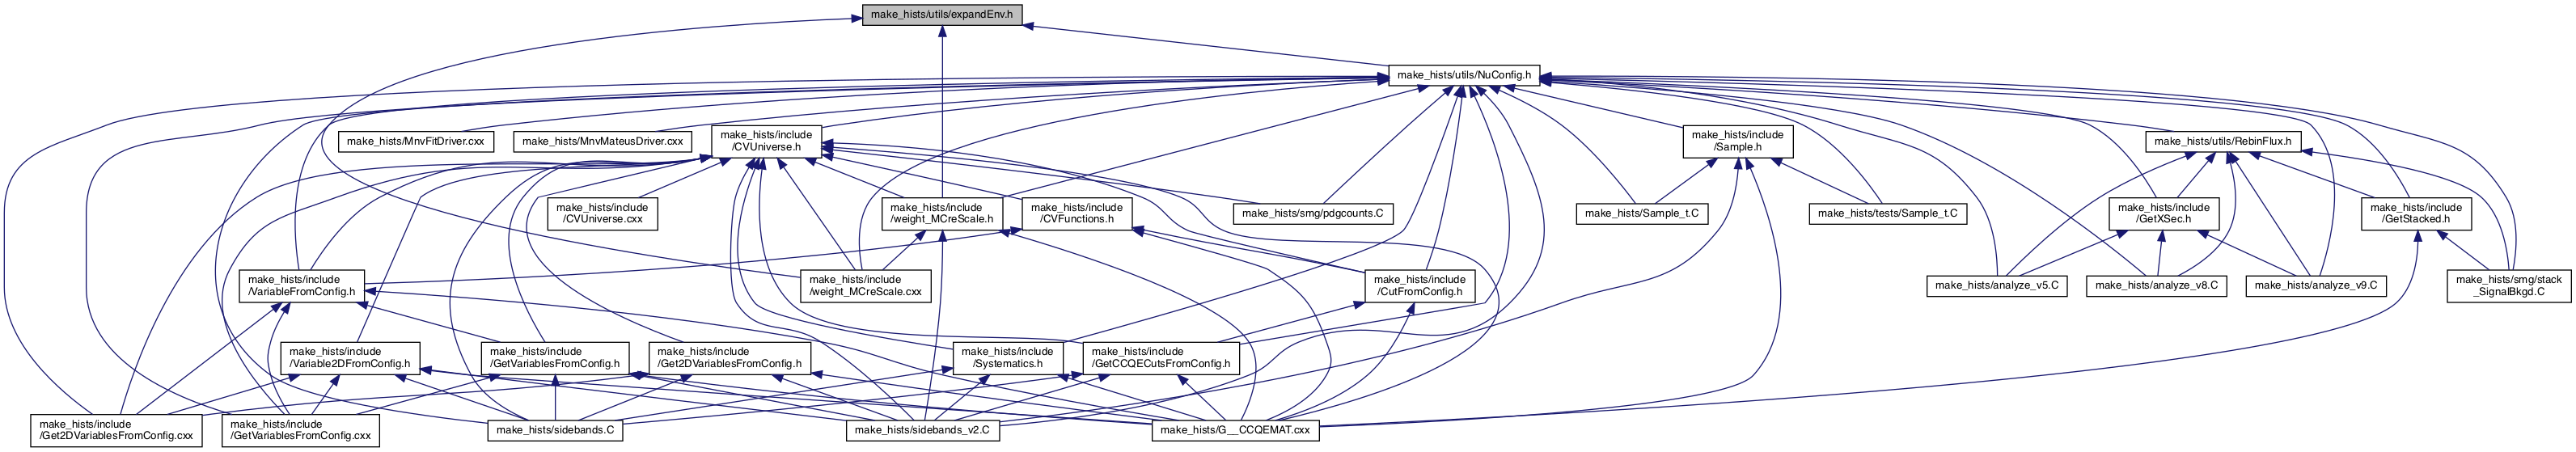 make_hists/utils/expandEnv.h
make_hists/utils/NuConfig.h
make_hists/MnvFitDriver.cxx
make_hists/MnvMateusDriver.cxx
make_hists/include
/CVUniverse.h
make_hists/include
/Sample.h
make_hists/utils/RebinFlux.h
make_hists/include
/CVUniverse.cxx
make_hists/include
/weight_MCreScale.h
make_hists/include
/CVFunctions.h
make_hists/smg/pdgcounts.C
make_hists/Sample_t.C
make_hists/tests/Sample_t.C
make_hists/include
/GetXSec.h
make_hists/include
/GetStacked.h
make_hists/include
/VariableFromConfig.h
make_hists/include
/weight_MCreScale.cxx
make_hists/include
/CutFromConfig.h
make_hists/analyze_v5.C
make_hists/analyze_v8.C
make_hists/analyze_v9.C
make_hists/smg/stack
_SignalBkgd.C
make_hists/include
/Variable2DFromConfig.h
make_hists/include
/GetVariablesFromConfig.h
make_hists/include
/Get2DVariablesFromConfig.h
make_hists/include
/Systematics.h
make_hists/include
/GetCCQECutsFromConfig.h
make_hists/include
/Get2DVariablesFromConfig.cxx
make_hists/include
/GetVariablesFromConfig.cxx
make_hists/sidebands.C
make_hists/sidebands_v2.C
make_hists/G__CCQEMAT.cxx